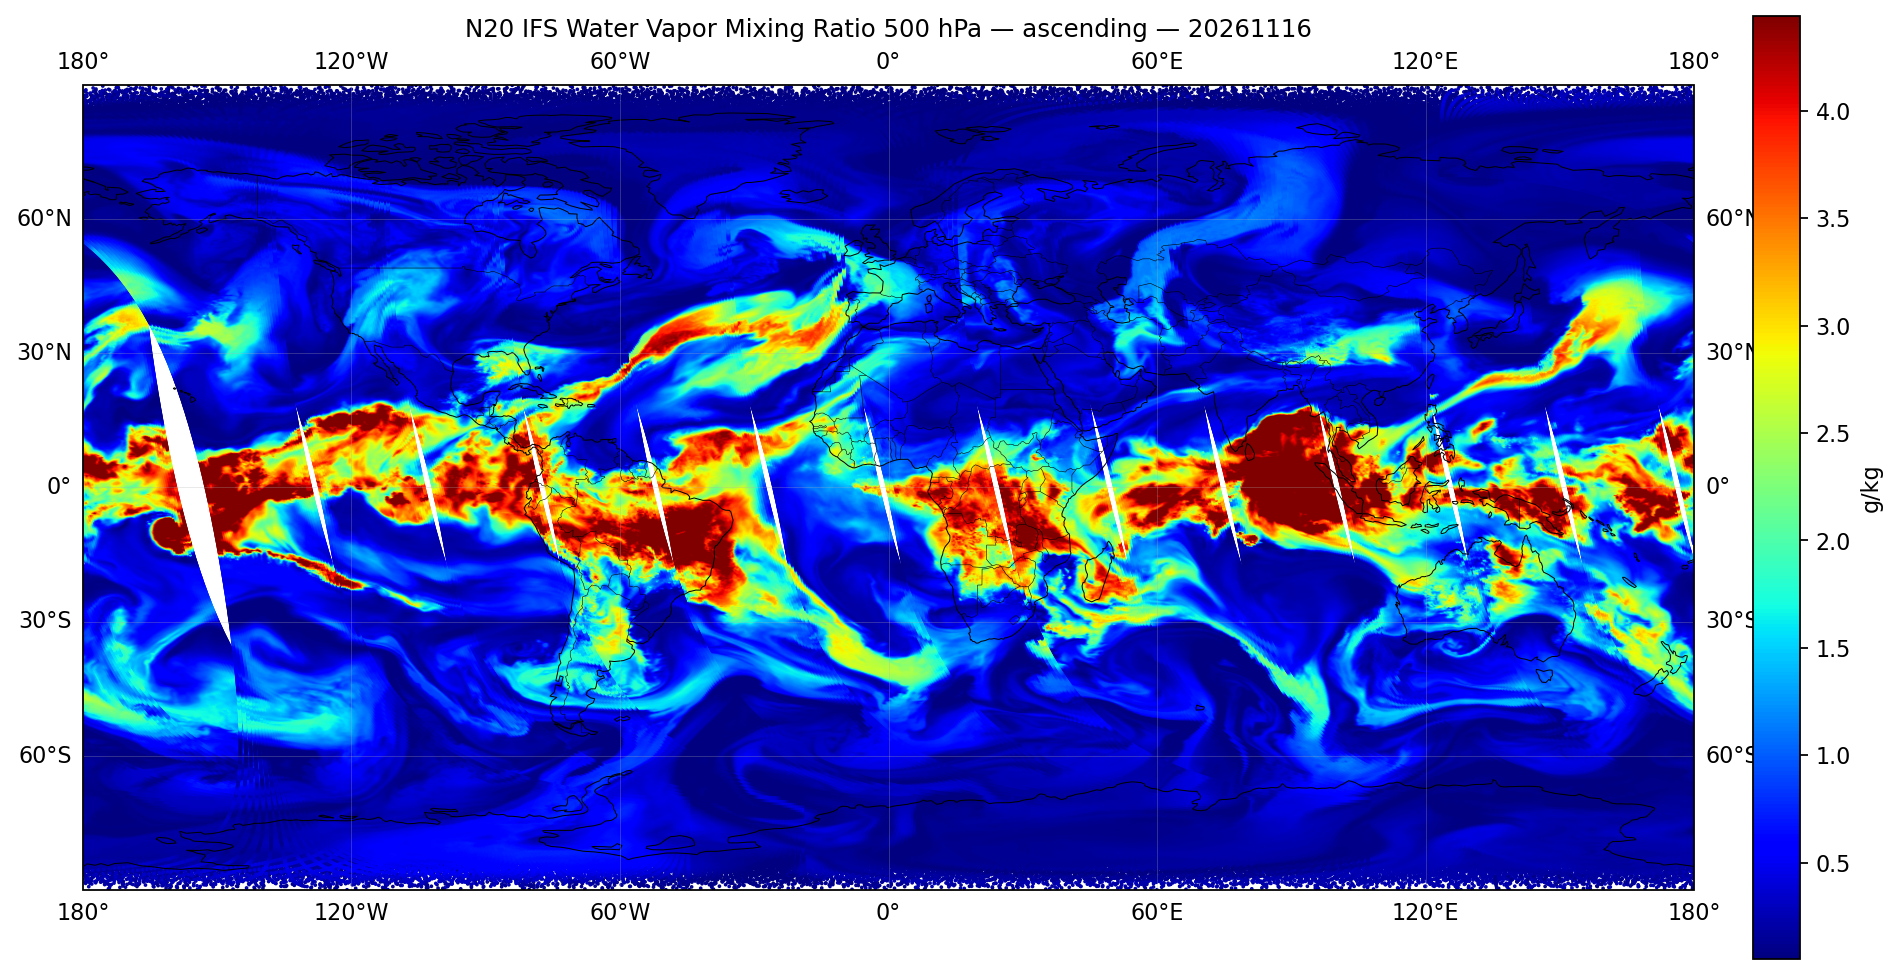 N20 IFS Water Vapor Mixing Ratio 500 hPa — ascending — 20261116
180° 120°W 60°W 0° 60°E 120°E 180°
60°N 60°N
30°N 30°N
0° 0°
30°S 30°S
60°S 60°S
180° 120°W 60°W 0° 60°E 120°E 180°
4.0
3.5
3.0
2.5
2.0
1.5
1.0
0.5
g/kg